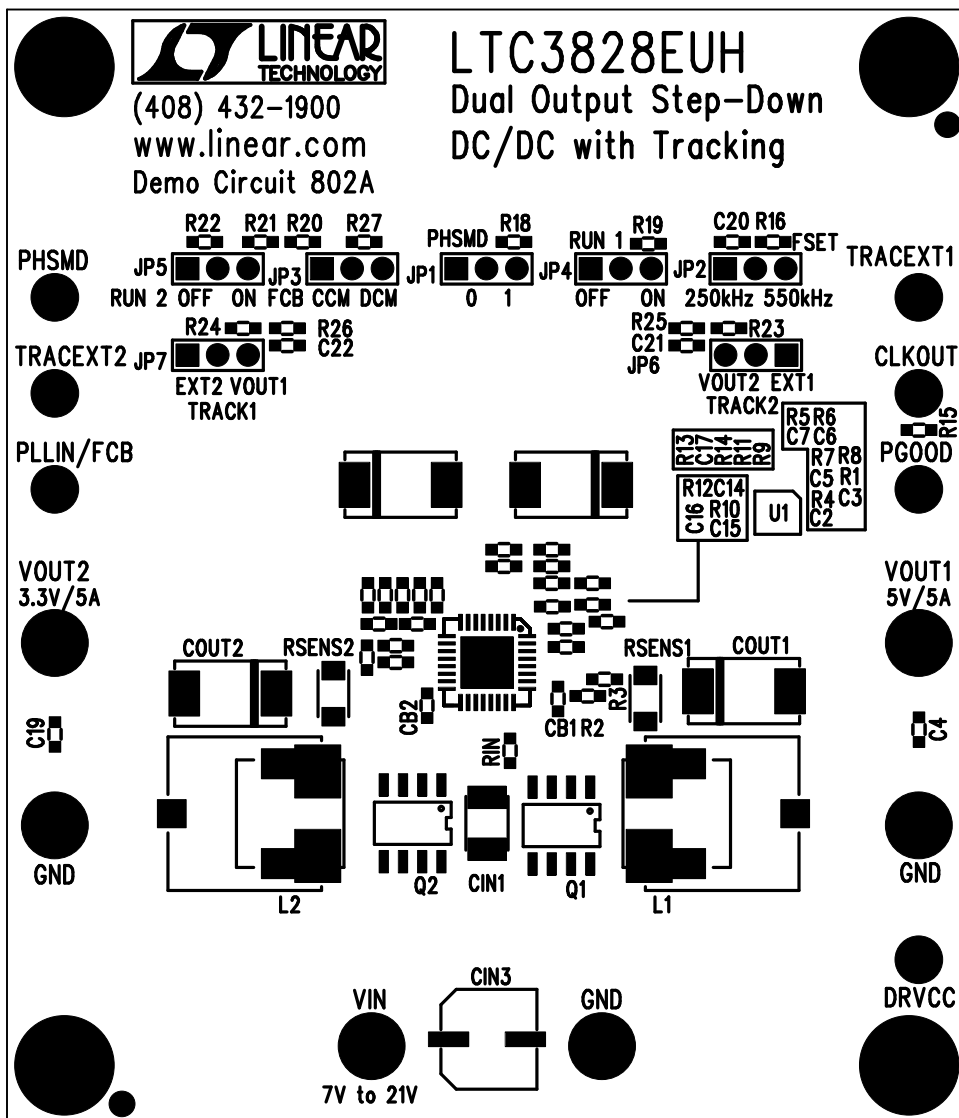 LINEAR
TECHNOLOGY
LTC3828EUH
(408) 432-1900
Dual Output Step-Down
www.linear.com
DC/DC with Tracking
Demo Circuit 802A
R22 R21 R20 R27 R18 R19 C20 R16
PHSMD RUN 1 FSET
PHSMD TRACEXT1
JP5 JP3 JP1 JP4 JP2
RUN 2 OFF ON FCB CCM DCM 0 1 OFF ON 250kHz 550kHz
R24 R26 R25 R23
C22 C21
TRACEXT2 JP7 JP6 CLKOUT
EXT2 VOUT1 VOUT2 EXT1
TRACK1 TRACK2
R15
PLLIN/FCB PGOOD
R13 C17 R14 R11 R9
R5 R6
C7 C6
R7 R8
C5 R1
R4 C3
C2
R12 C14
C16 R10
C15
U1
VOUT2 VOUT1
3.3V/5A 5V/5A
COUT2 RSENS2 RSENS1 COUT1
C19 CB2 CB1 R2 R3 C4
RIN
GND GND
L2 Q2 CIN1 Q1 L1
CIN3
VIN GND DRVCC
7V to 21V